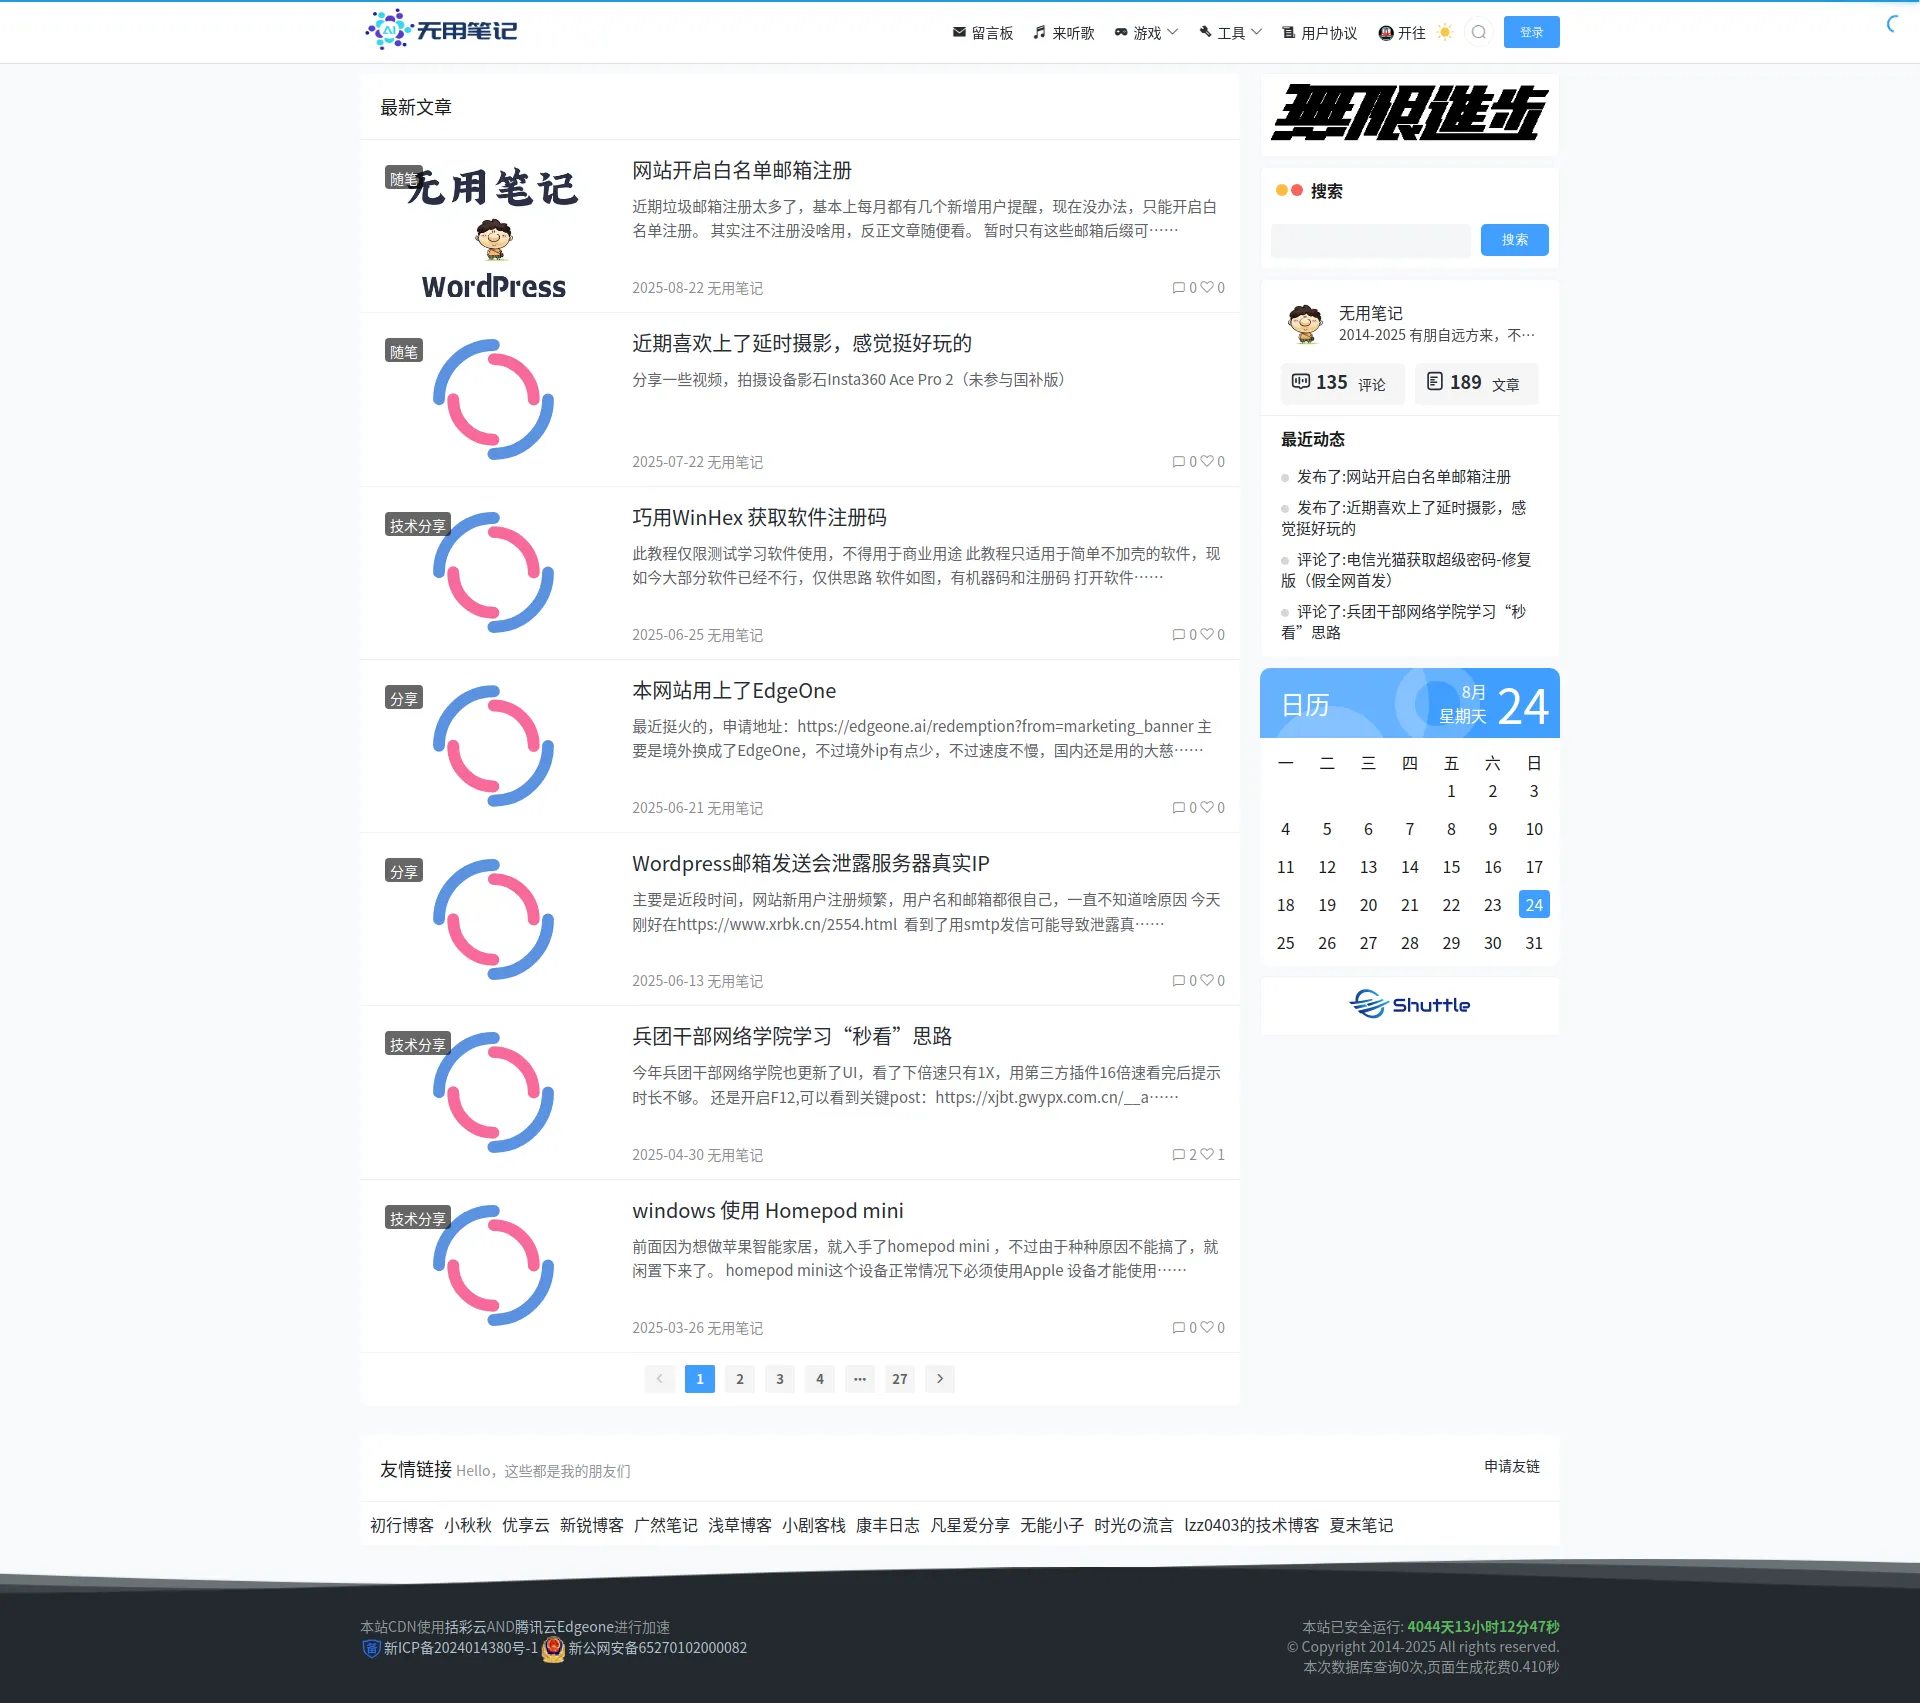 无用笔记
留言板 来听歌 游戏 工具 用户协议 开往 登录
最新文章
随笔
无用笔记
WordPress
网站开启白名单邮箱注册
近期垃圾邮箱注册太多了，基本上每月都有几个新增用户提醒，现在没办法，只能开启白
名单注册。 其实注不注册没啥用，反正文章随便看。 暂时只有这些邮箱后缀可……
2025-08-22 无用笔记 0 0
随笔
近期喜欢上了延时摄影，感觉挺好玩的
分享一些视频，拍摄设备影石Insta360 Ace Pro 2（未参与国补版）
2025-07-22 无用笔记 0 0
技术分享
巧用WinHex 获取软件注册码
此教程仅限测试学习软件使用，不得用于商业用途 此教程只适用于简单不加壳的软件，现
如今大部分软件已经不行，仅供思路 软件如图，有机器码和注册码 打开软件……
2025-06-25 无用笔记 0 0
分享
本网站用上了EdgeOne
最近挺火的，申请地址：https://edgeone.ai/redemption?from=marketing_banner 主
要是境外换成了EdgeOne，不过境外ip有点少，不过速度不慢，国内还是用的大慈……
2025-06-21 无用笔记 0 0
分享
Wordpress邮箱发送会泄露服务器真实IP
主要是近段时间，网站新用户注册频繁，用户名和邮箱都很自己，一直不知道啥原因 今天
刚好在https://www.xrbk.cn/2554.html 看到了用smtp发信可能导致泄露真……
2025-06-13 无用笔记 0 0
技术分享
兵团干部网络学院学习“秒看”思路
今年兵团干部网络学院也更新了UI，看了下倍速只有1X，用第三方插件16倍速看完后提示
时长不够。 还是开启F12,可以看到关键post：https://xjbt.gwypx.com.cn/__a……
2025-04-30 无用笔记 2 1
技术分享
windows 使用 Homepod mini
前面因为想做苹果智能家居，就入手了homepod mini ，不过由于种种原因不能搞了，就
闲置下来了。 homepod mini这个设备正常情况下必须使用Apple 设备才能使用……
2025-03-26 无用笔记 0 0
1 2 3 4 ··· 27
無限進步
搜索
搜索
无用笔记
2014-2025 有朋自远方来，不…
135 评论 189 文章
最近动态
发布了:网站开启白名单邮箱注册
发布了:近期喜欢上了延时摄影，感
觉挺好玩的
评论了:电信光猫获取超级密码-修复
版（假全网首发）
评论了:兵团干部网络学院学习“秒
看”思路
日历 8月 星期天 24
一 二 三 四 五 六 日
1 2 3
4 5 6 7 8 9 10
11 12 13 14 15 16 17
18 19 20 21 22 23 24
25 26 27 28 29 30 31
Shuttle
友情链接 Hello，这些都是我的朋友们 申请友链
初行博客 小秋秋 优享云 新锐博客 广然笔记 浅草博客 小剧客栈 康丰日志 凡星爱分享 无能小子 时光の流言 lzz0403的技术博客 夏末笔记
本站CDN使用括彩云AND腾讯云Edgeone进行加速
新ICP备2024014380号-1 新公网安备65270102000082
本站已安全运行: 4044天13小时12分47秒
© Copyright 2014-2025 All rights reserved.
本次数据库查询0次,页面生成花费0.410秒